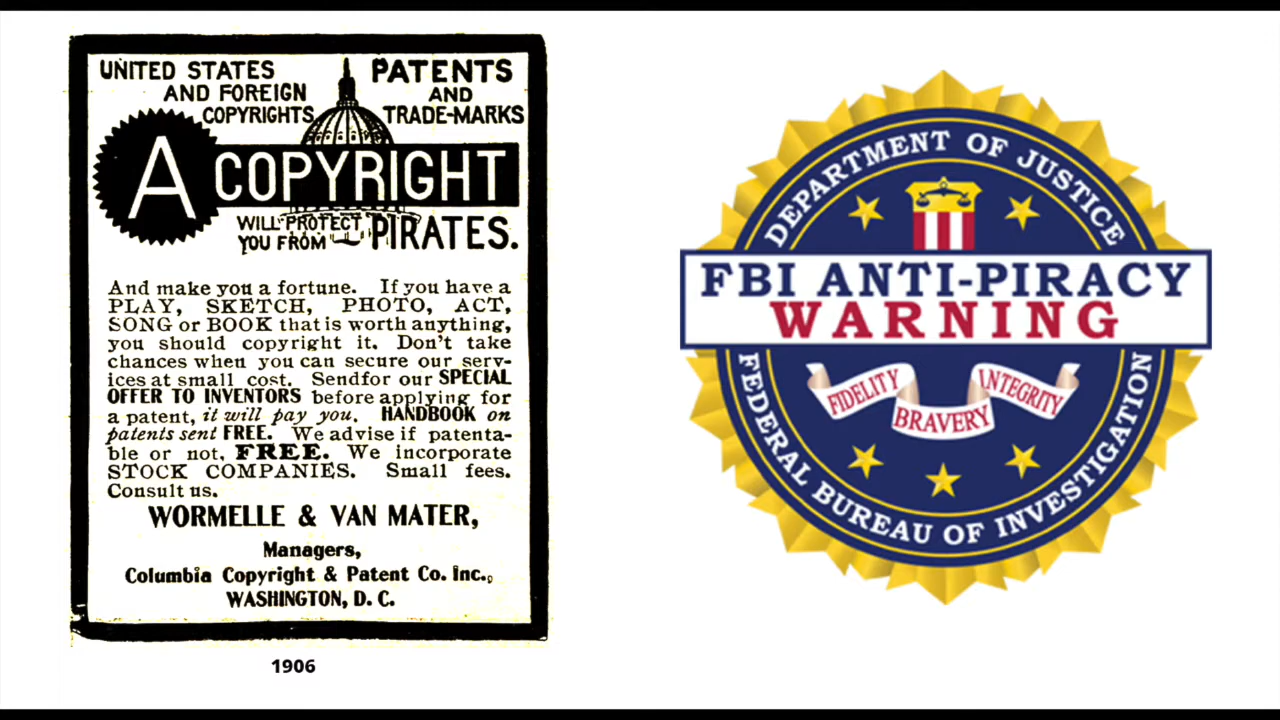 UNITED STATES
AND FOREIGN
COPYRIGHTS
PATENTS
AND
TRADE-MARKS
A COPYRIGHT
WILL PROTECT
YOU FROM PIRATES.
And make you a fortune. If you have a
PLAY, SKETCH, PHOTO, ACT,
SONG or BOOK that is worth anything,
you should copyright it. Don't take
chances when you can secure our serv-
ices at small cost. Sendfor our SPECIAL
OFFER TO INVENTORS before applying for
a patent, it will pay you. HANDBOOK on
patents sent FREE. We advise if patenta-
ble or not, FREE. We incorporate
STOCK COMPANIES. Small fees.
Consult us.
WORMELLE & VAN MATER,
Managers,
Columbia Copyright & Patent Co. Inc.,
WASHINGTON, D. C.
1906
DEPARTMENT OF JUSTICE
FBI ANTI-PIRACY
WARNING
FIDELITY
BRAVERY
INTEGRITY
FEDERAL BUREAU OF INVESTIGATION